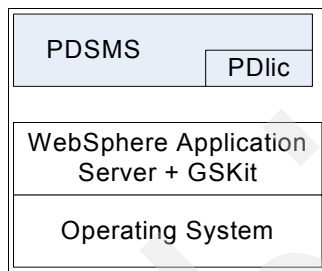 PDSMS
PDlic
WebSphere Application
Server + GSKit
Operating System